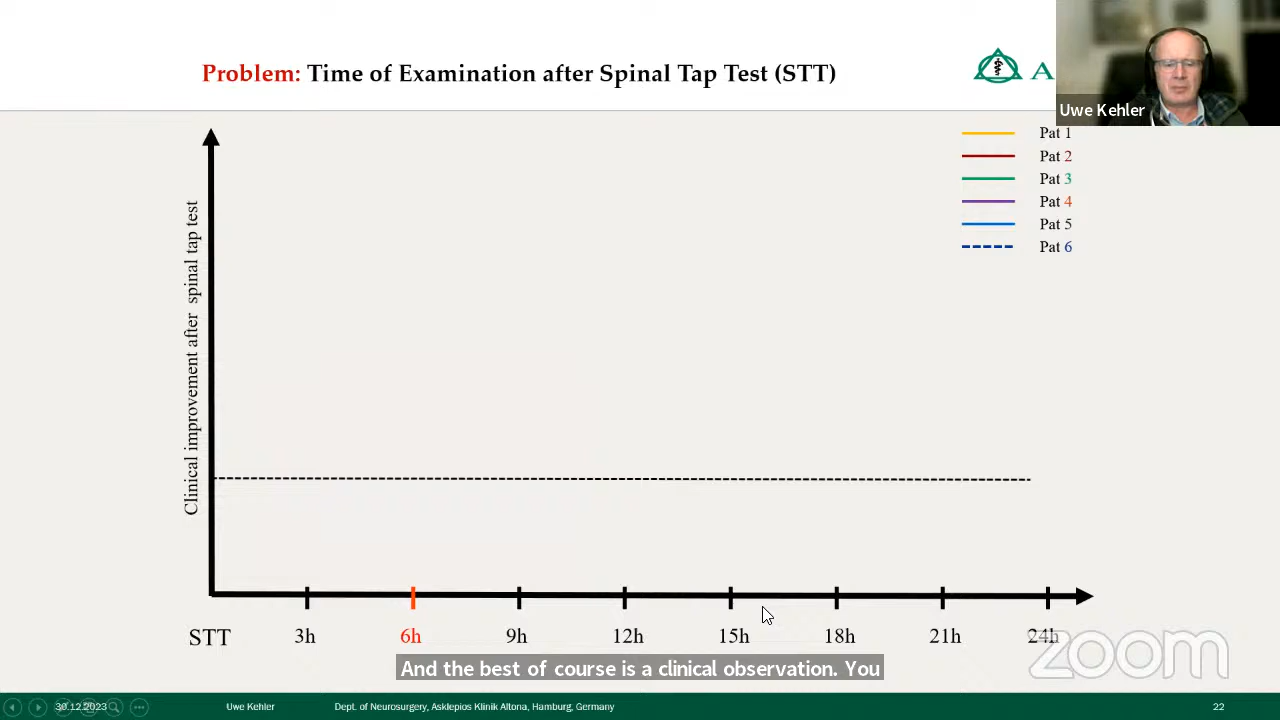 Problem: Time of Examination after Spinal Tap Test (STT)
A
Uwe Kehler
Pat 1
Pat 2
Pat 3
Pat 4
Pat 5
Pat 6
Clinical improvement after spinal tap test
STT
3h
6h
9h
12h
15h
18h
21h
24h
zoom
And the best of course is a clinical observation. You
30.12.2023
Uwe Kehler
Dept. of Neurosurgery, Asklepios Klinik Altona, Hamburg, Germany
22